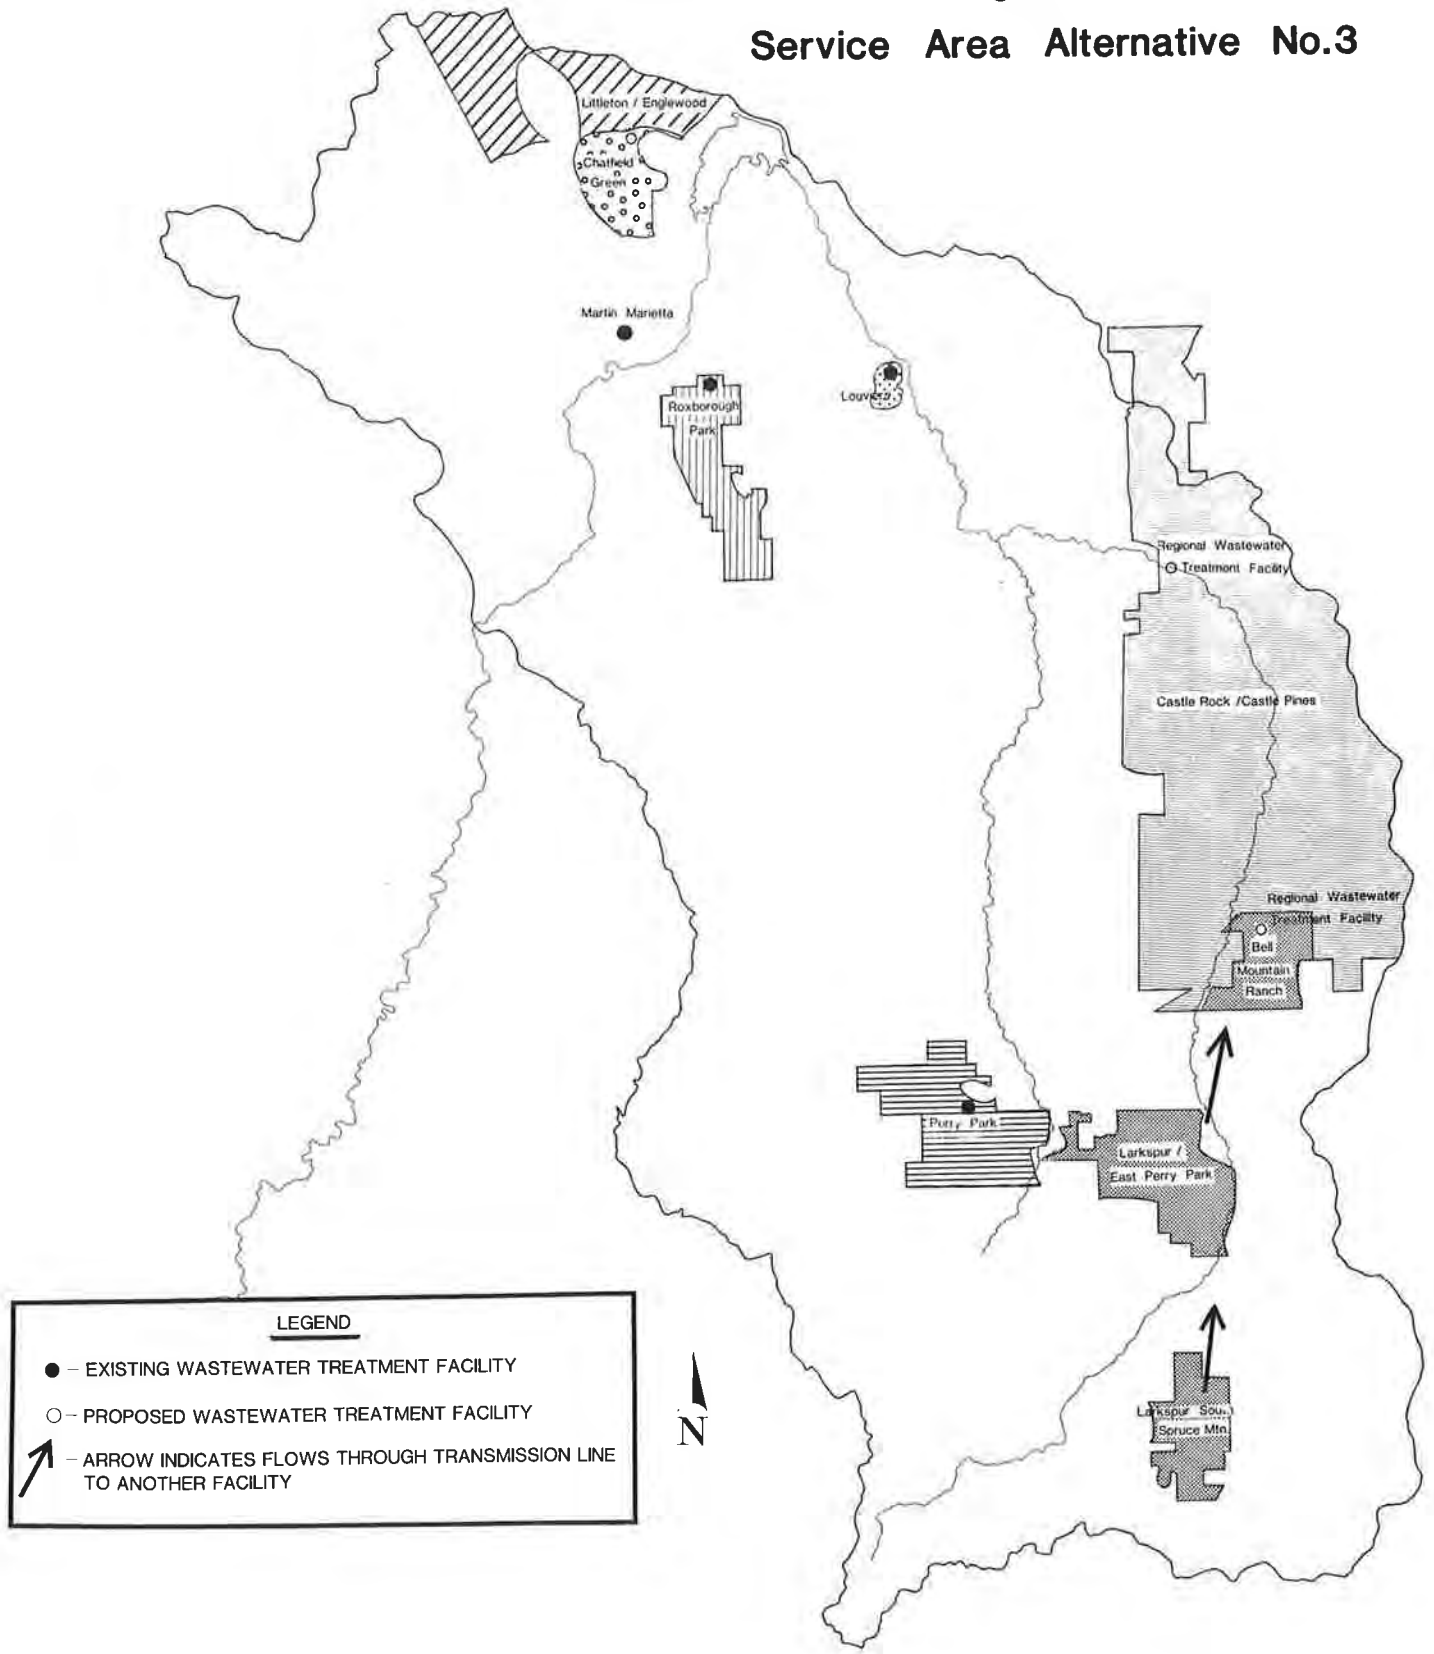 Service Area Alternative No.3
Littleton / Englewood
Chatfield
Green
Martin Marietta
Roxborough
Park
Regional Wastewater
Treatment Facility
Castle Rock / Castle Pines
Regional Wastewater
Treatment Facility
Bell
Mountain
Ranch
Perry Park
Larkspur /
East Perry Park
Larkspur
Spruce Mtn.
LEGEND
– EXISTING WASTEWATER TREATMENT FACILITY
– PROPOSED WASTEWATER TREATMENT FACILITY
– ARROW INDICATES FLOWS THROUGH TRANSMISSION LINE
TO ANOTHER FACILITY
N